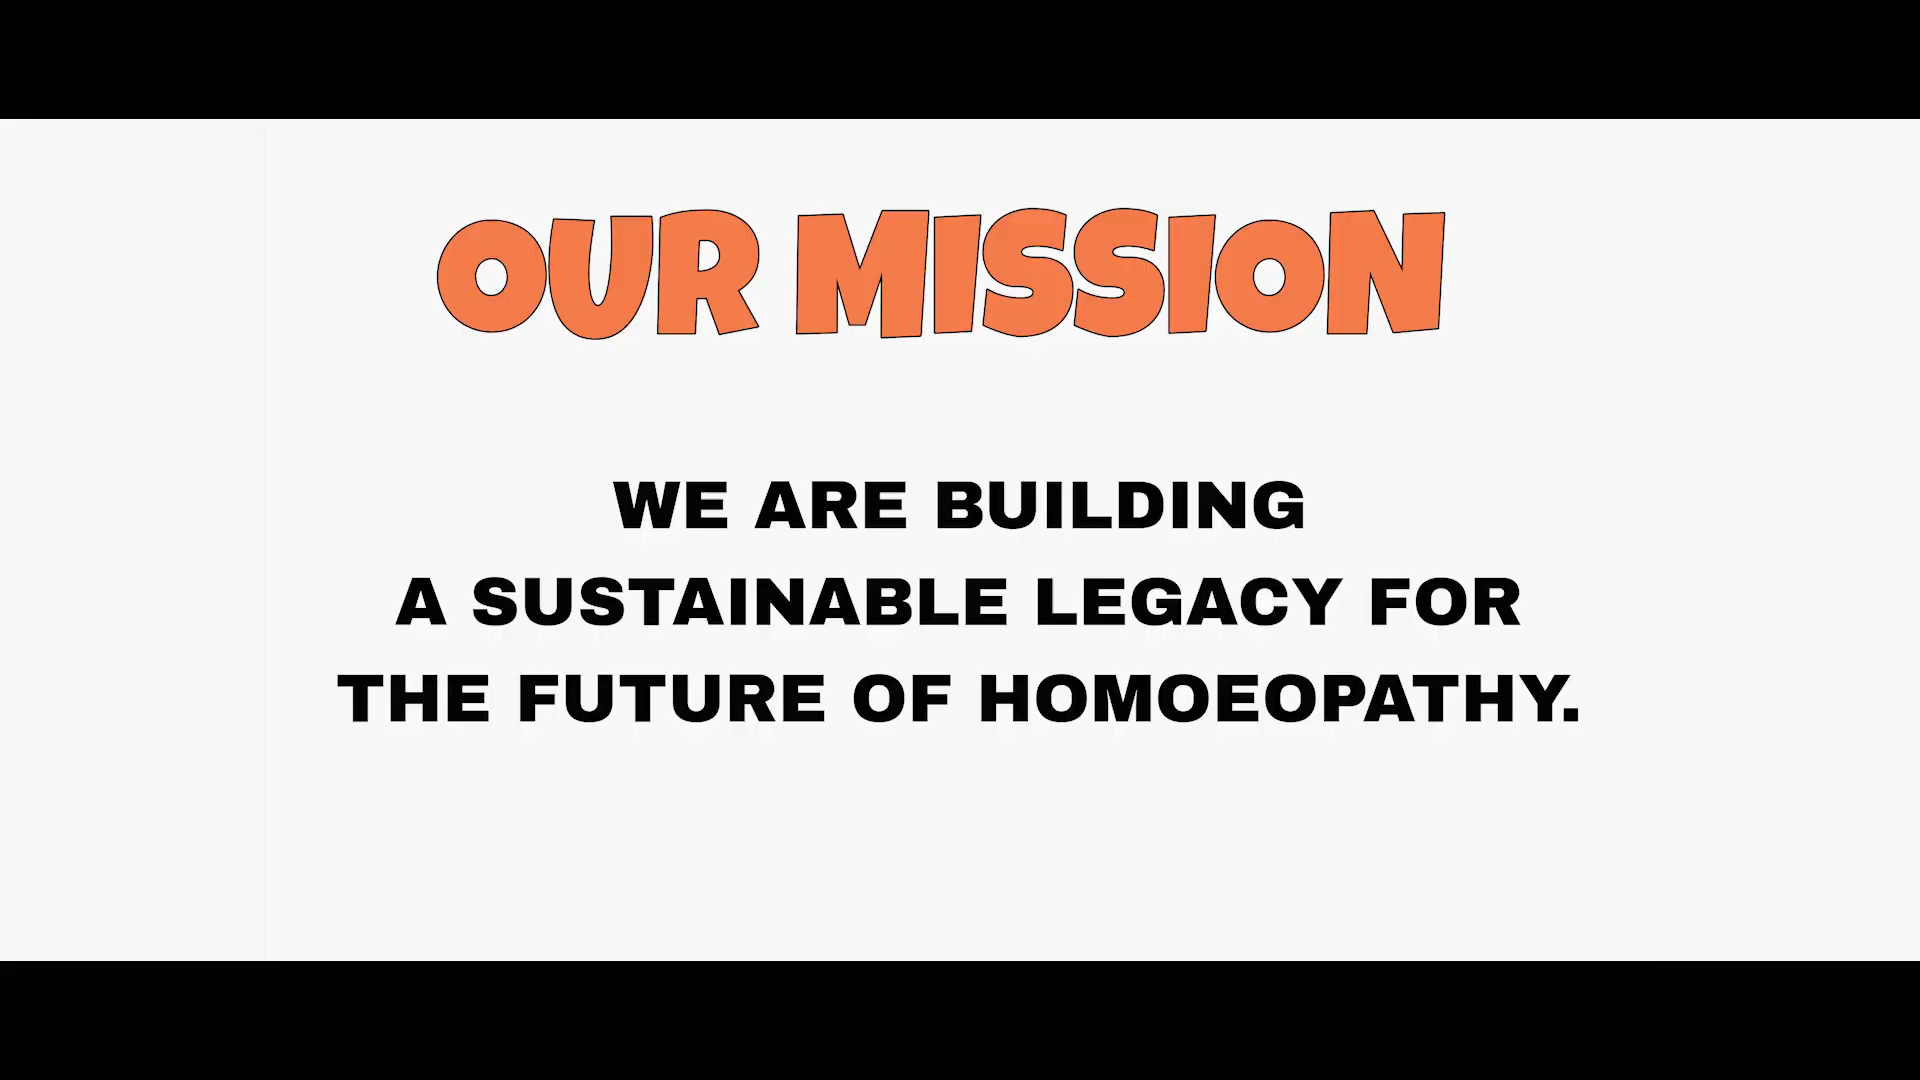 OUR MISSION
WE ARE BUILDING
A SUSTAINABLE LEGACY FOR
THE FUTURE OF HOMOEOPATHY.